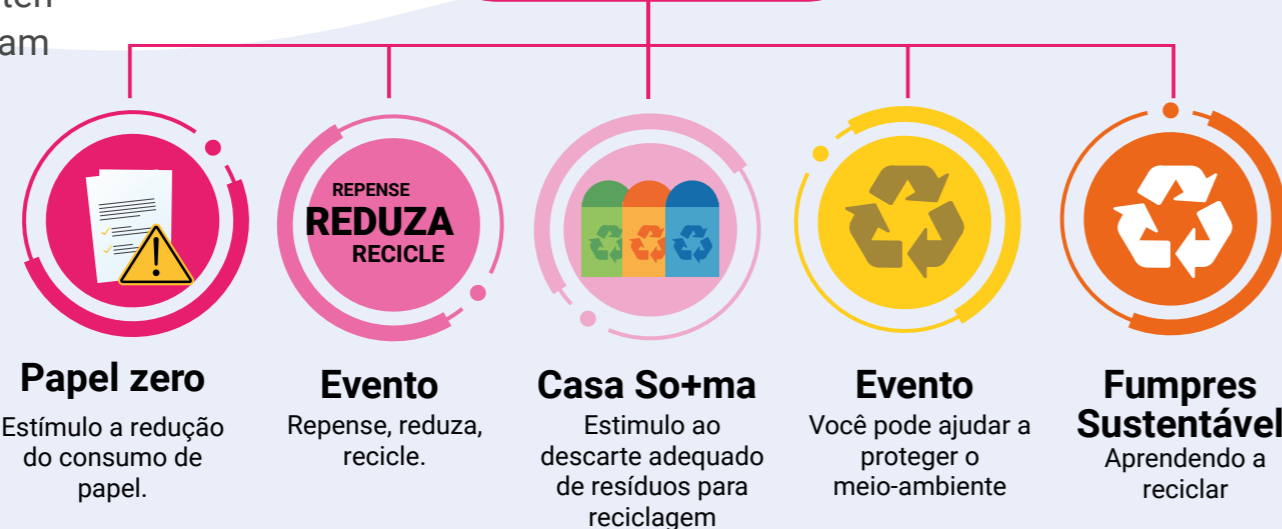 am
REPENSE
REDUZA
RECICLE
Papel zero
Estímulo a redução
do consumo de
papel.
Evento
Repense, reduza,
recicle.
Casa So+ma
Estimulo ao
descarte adequado
de resíduos para
reciclagem
Evento
Você pode ajudar a
proteger o
meio-ambiente
Fumpres
Sustentável
Aprendendo a
reciclar